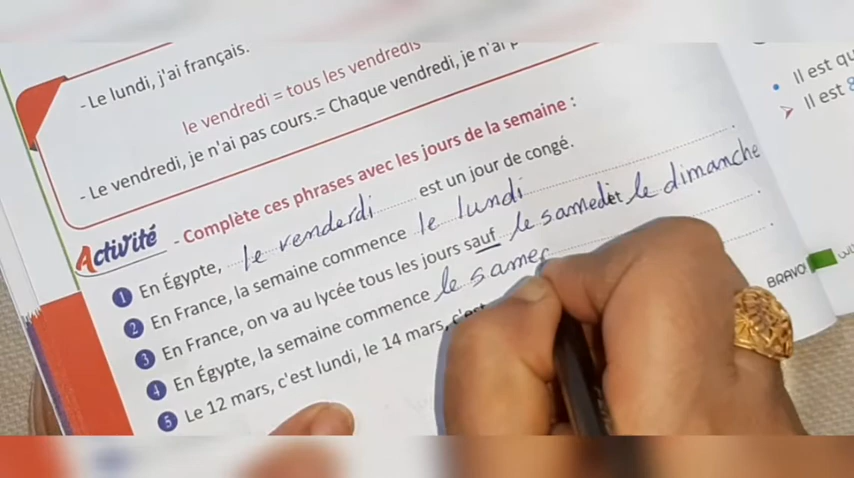 - Le lundi, j'ai français.
le vendredi = tous les vendredis
- Le vendredi, je n'ai pas cours.= Chaque vendredi, je n'ai
Activité - Complète ces phrases avec les jours de la semaine :
1 En Égypte, le venderdi est un jour de congé.
2 En France, la semaine commence le lundi.
3 En France, on va au lycée tous les jours sauf le samedi et le dimanche
4 En Égypte, la semaine commence le same
5 Le 12 mars, c'est lundi, le 14 mars, c'est
Il est
Il est 8
BRAVO!